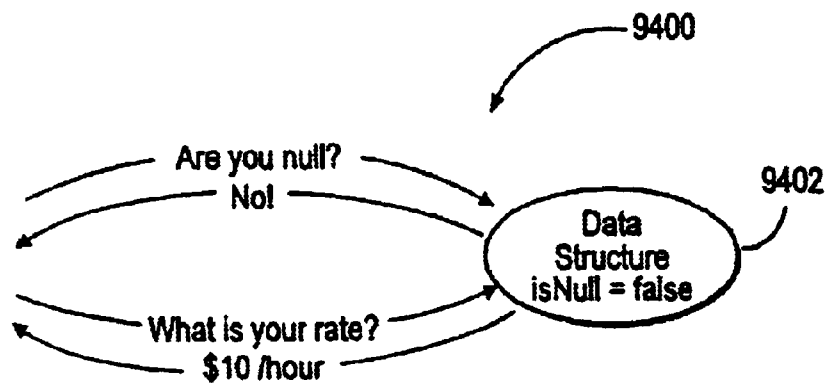 9400
Are you null?
No!
9402
Data
Structure
isNull = false
What is your rate?
$10 /hour